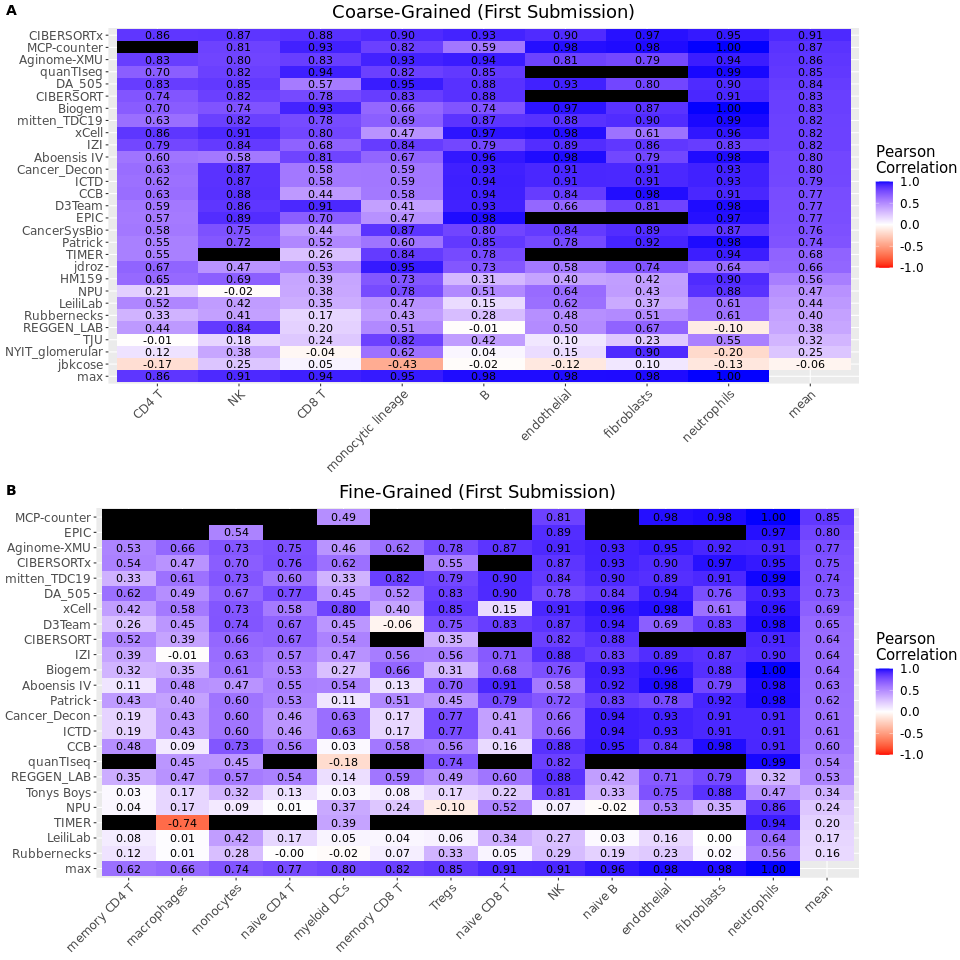 A
Coarse-Grained (First Submission)
CIBERSORTx 0.86 0.87 0.88 0.90 0.93 0.90 0.97 0.95 0.91
MCP-counter 0.81 0.93 0.82 0.59 0.98 0.98 1.00 0.87
Aginome-XMU 0.83 0.80 0.83 0.93 0.94 0.81 0.79 0.94 0.86
quanTIseq 0.70 0.82 0.94 0.82 0.85 0.99 0.85
DA_505 0.83 0.85 0.57 0.95 0.88 0.93 0.80 0.90 0.84
CIBERSORT 0.74 0.82 0.78 0.83 0.88 0.91 0.83
Biogem 0.70 0.74 0.93 0.66 0.74 0.97 0.87 1.00 0.83
mitten_TDC19 0.63 0.82 0.78 0.69 0.87 0.88 0.90 0.99 0.82
xCell 0.86 0.91 0.80 0.47 0.97 0.98 0.61 0.96 0.82
IZI 0.79 0.84 0.68 0.84 0.79 0.89 0.86 0.83 0.82
Aboensis IV 0.60 0.58 0.81 0.67 0.96 0.98 0.79 0.98 0.80
Cancer_Decon 0.63 0.87 0.58 0.59 0.93 0.91 0.91 0.93 0.80
ICTD 0.62 0.87 0.58 0.59 0.94 0.91 0.91 0.93 0.79
CCB 0.63 0.88 0.44 0.58 0.94 0.84 0.98 0.91 0.77
D3Team 0.59 0.86 0.91 0.41 0.93 0.66 0.81 0.98 0.77
EPIC 0.57 0.89 0.70 0.47 0.98 0.97 0.77
CancerSysBio 0.58 0.75 0.44 0.87 0.80 0.84 0.89 0.87 0.76
Patrick 0.55 0.72 0.52 0.60 0.85 0.78 0.92 0.98 0.74
TIMER 0.55 0.26 0.84 0.78 0.94 0.68
jdroz 0.67 0.47 0.53 0.95 0.73 0.58 0.74 0.64 0.66
HM159 0.65 0.69 0.39 0.73 0.31 0.40 0.42 0.90 0.56
NPU 0.21 -0.02 0.38 0.78 0.51 0.64 0.43 0.88 0.47
LeiliLab 0.52 0.42 0.35 0.47 0.15 0.62 0.37 0.61 0.44
Rubbernecks 0.33 0.41 0.17 0.43 0.28 0.48 0.51 0.61 0.40
REGGEN_LAB 0.44 0.84 0.20 0.51 -0.01 0.50 0.67 -0.10 0.38
TJU -0.01 0.18 0.24 0.82 0.42 0.10 0.23 0.55 0.32
NYIT_glomerular 0.12 0.38 -0.04 0.62 0.04 0.15 0.90 -0.20 0.25
jbkcose -0.17 0.25 0.05 -0.43 -0.02 -0.12 0.10 -0.13 -0.06
max 0.86 0.91 0.94 0.95 0.98 0.98 0.98 1.00
CD4 T NK CD8 T monocytic lineage B endothelial fibroblasts neutrophils mean
Pearson
Correlation
1.0
0.5
0.0
-0.5
-1.0
B
Fine-Grained (First Submission)
MCP-counter 0.49 0.81 0.98 0.98 1.00 0.85
EPIC 0.54 0.89 0.97 0.80
Aginome-XMU 0.53 0.66 0.73 0.75 0.46 0.62 0.78 0.87 0.91 0.93 0.95 0.92 0.91 0.77
CIBERSORTx 0.54 0.47 0.70 0.76 0.62 0.55 0.87 0.93 0.90 0.97 0.95 0.75
mitten_TDC19 0.33 0.61 0.73 0.60 0.33 0.82 0.79 0.90 0.84 0.90 0.89 0.91 0.99 0.74
DA_505 0.62 0.49 0.67 0.77 0.45 0.52 0.83 0.90 0.78 0.84 0.94 0.76 0.93 0.73
xCell 0.42 0.58 0.73 0.58 0.80 0.40 0.85 0.15 0.91 0.96 0.98 0.61 0.96 0.69
D3Team 0.26 0.45 0.74 0.67 0.45 -0.06 0.75 0.83 0.87 0.94 0.69 0.83 0.98 0.65
CIBERSORT 0.52 0.39 0.66 0.67 0.54 0.35 0.82 0.88 0.91 0.64
IZI 0.39 -0.01 0.63 0.57 0.47 0.56 0.56 0.71 0.88 0.83 0.89 0.87 0.90 0.64
Biogem 0.32 0.35 0.61 0.53 0.27 0.66 0.31 0.68 0.76 0.93 0.96 0.88 1.00 0.64
Aboensis IV 0.11 0.48 0.47 0.55 0.54 0.13 0.70 0.91 0.58 0.92 0.98 0.79 0.98 0.63
Patrick 0.43 0.40 0.60 0.53 0.11 0.51 0.45 0.79 0.72 0.83 0.78 0.92 0.98 0.62
Cancer_Decon 0.19 0.43 0.60 0.46 0.63 0.17 0.77 0.41 0.66 0.94 0.93 0.91 0.91 0.61
ICTD 0.19 0.43 0.60 0.46 0.63 0.17 0.77 0.41 0.66 0.94 0.93 0.91 0.91 0.61
CCB 0.48 0.09 0.73 0.56 0.03 0.58 0.56 0.16 0.88 0.95 0.84 0.98 0.91 0.60
quanTIseq 0.45 0.45 -0.18 0.74 0.82 0.99 0.54
REGGEN_LAB 0.35 0.47 0.57 0.54 0.14 0.59 0.49 0.60 0.88 0.42 0.71 0.79 0.32 0.53
Tonys Boys 0.03 0.17 0.32 0.13 0.03 0.08 0.17 0.22 0.81 0.33 0.75 0.88 0.47 0.34
NPU 0.04 0.17 0.09 0.01 0.37 0.24 -0.10 0.52 0.07 -0.02 0.53 0.35 0.86 0.24
TIMER -0.74 0.39 0.94 0.20
LeiliLab 0.08 0.01 0.42 0.17 0.05 0.04 0.06 0.34 0.27 0.03 0.16 0.00 0.64 0.17
Rubbernecks 0.12 0.01 0.28 -0.00 -0.02 0.07 0.33 0.05 0.29 0.19 0.23 0.02 0.56 0.16
max 0.62 0.66 0.74 0.77 0.80 0.82 0.85 0.91 0.91 0.96 0.98 0.98 1.00
memory CD4 T macrophages monocytes naive CD4 T myeloid DCs memory CD8 T Tregs naive CD8 T NK naive B endothelial fibroblasts neutrophils mean
Pearson
Correlation
1.0
0.5
0.0
-0.5
-1.0